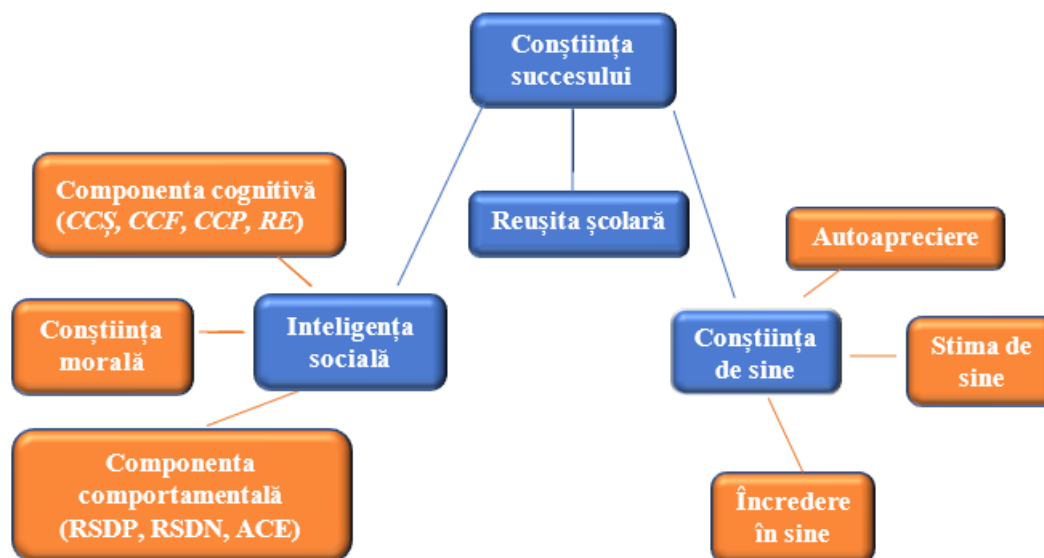 Conștiința
succesului
Componenta cognitivă
(CCȘ, CCF, CCP, RE)
Reușita școlară
Autoapreciere
Conștiința
morală
Inteligența
socială
Conștiința
de sine
Stima de
sine
Componenta
comportamentală
(RSDP, RSDN, ACE)
Încredere
în sine